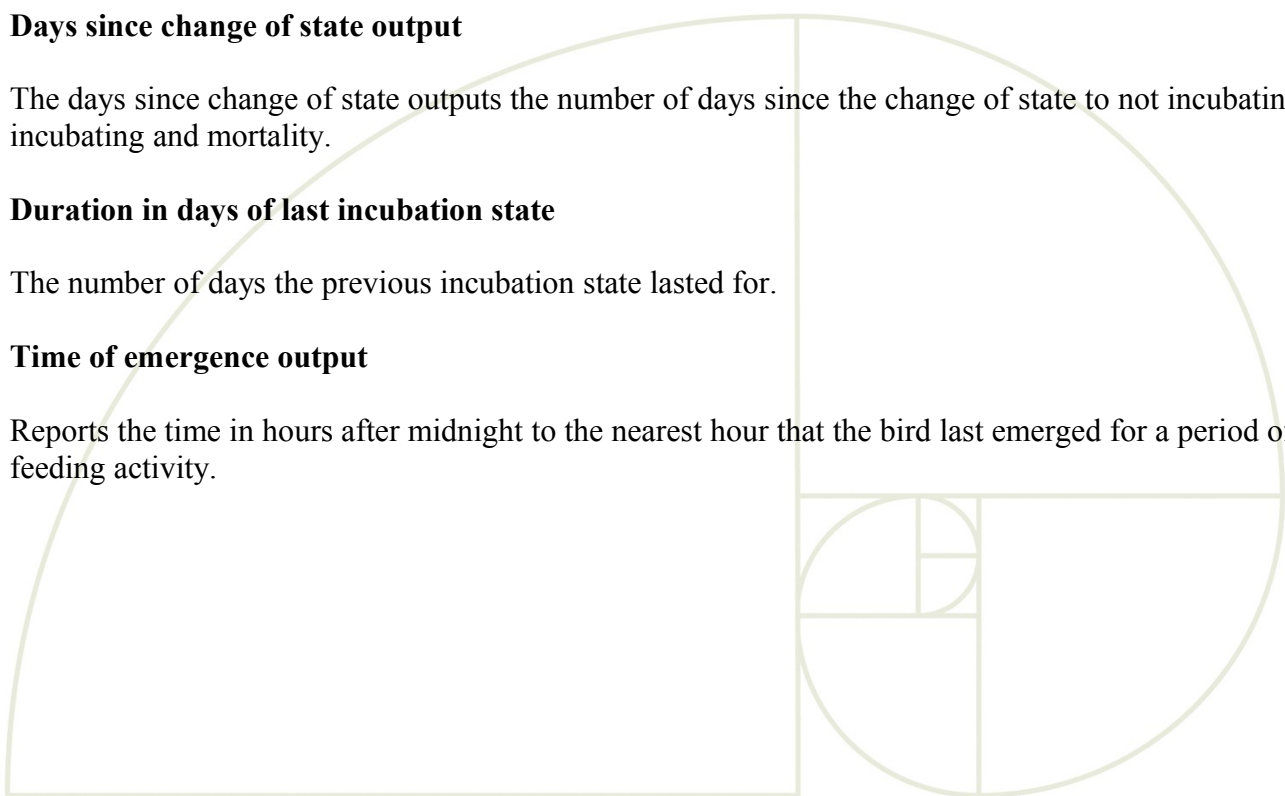 Days since change of state output
The days since change of state outputs the number of days since the change of state to not incubatin
incubating and mortality.
Duration in days of last incubation state
The number of days the previous incubation state lasted for.
Time of emergence output
Reports the time in hours after midnight to the nearest hour that the bird last emerged for a period o
feeding activity.